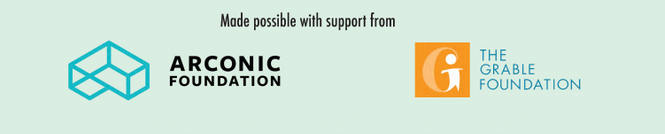 Made possible with support from
ARCONIC
FOUNDATION
G
THE
GRABLE
FOUNDATION